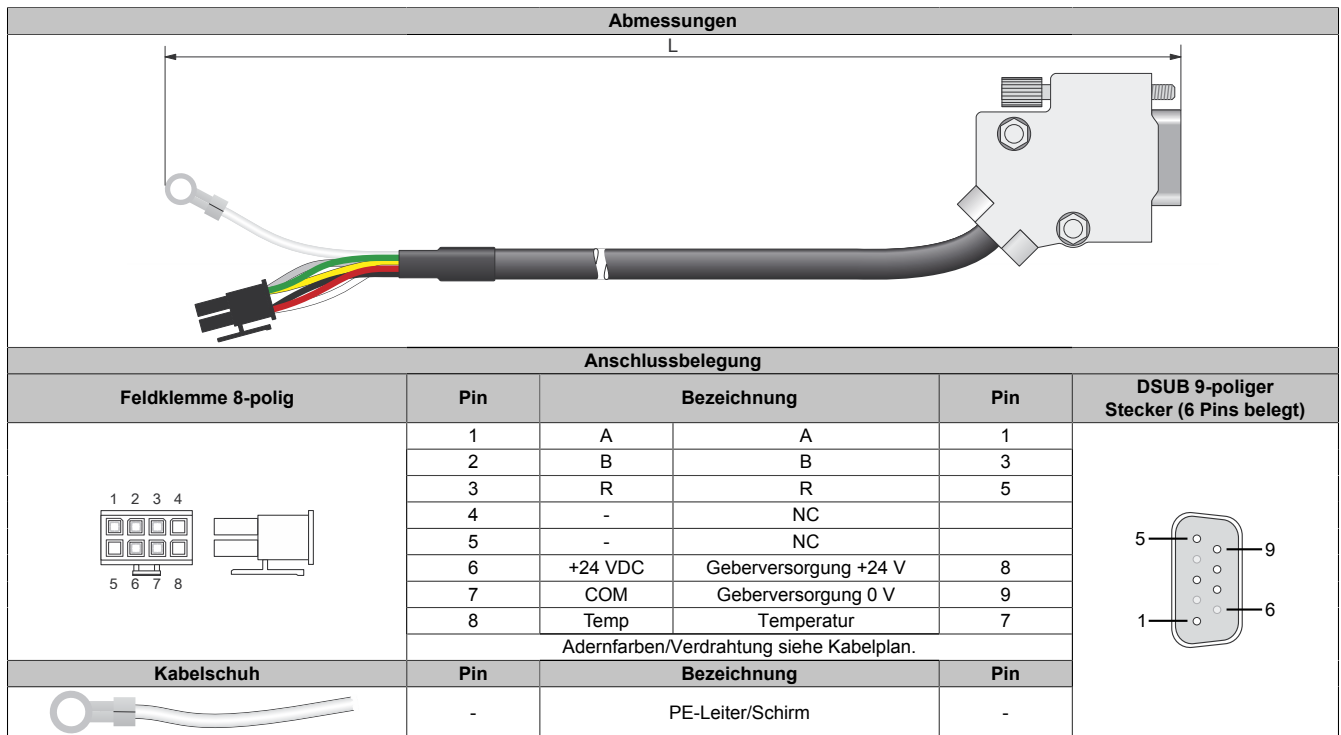 Abmessungen
L
Anschlussbelegung
Feldklemme 8-polig Pin Bezeichnung Pin DSUB 9-poliger
Stecker (6 Pins belegt)
1 A A 1
2 B B 3
3 R R 5
4 - NC
5 - NC
6 +24 VDC Geberversorgung +24 V 8
7 COM Geberversorgung 0 V 9
8 Temp Temperatur 7
Adernfarben/Verdrahtung siehe Kabelplan.
1 2 3 4
5 6 7 8
5 9
1 6
Kabelschuh Pin Bezeichnung Pin
- PE-Leiter/Schirm -